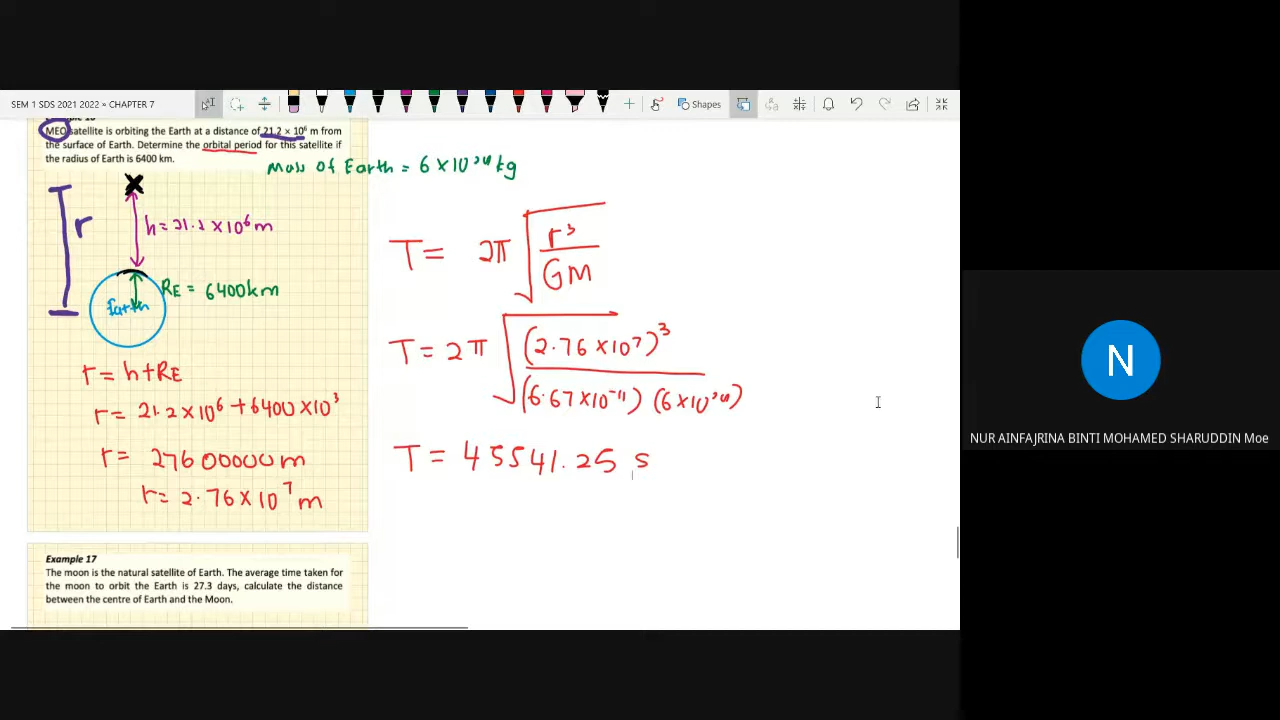 SEM 1 SDS 2021 2022 » CHAPTER 7
Shapes
MEO satellite is orbiting the Earth at a distance of 21.2 × 10⁶ m from
the surface of Earth. Determine the orbital period for this satellite if
the radius of Earth is 6400 km.
Mass of Earth = 6 × 10²⁴ kg
r
h = 21.2 × 10⁶ m
Earth
RE = 6400 km
r = h + RE
r = 21.2 × 10⁶ + 6400 × 10³
r = 27600000 m
r = 2.76 × 10⁷ m
T = 2π √(r³ / GM)
T = 2π √((2.76 × 10⁷)³ / (6.67 × 10⁻¹¹) (6 × 10²⁴))
T = 45541.25 s
Example 17
The moon is the natural satellite of Earth. The average time taken for
the moon to orbit the Earth is 27.3 days, calculate the distance
between the centre of Earth and the Moon.
N
NUR AINFAJRINA BINTI MOHAMED SHARUDDIN Moe